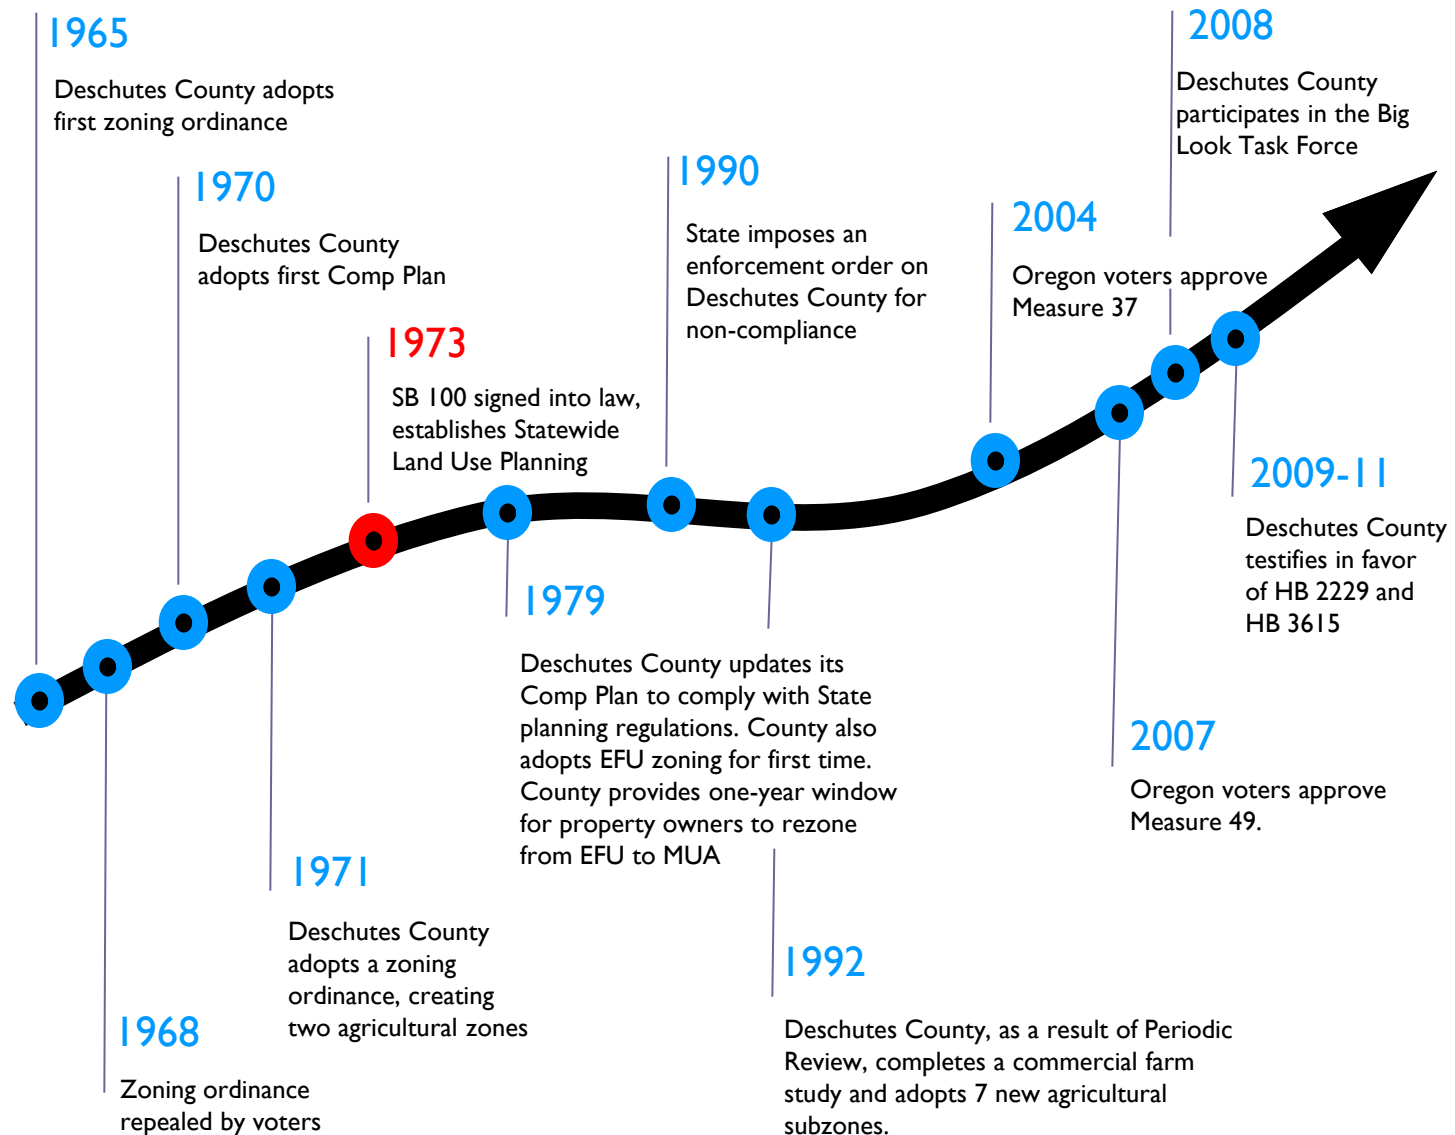 1965
Deschutes County adopts
first zoning ordinance
1968
Zoning ordinance
repealed by voters
1970
Deschutes County
adopts first Comp Plan
1971
Deschutes County
adopts a zoning
ordinance, creating
two agricultural zones
1973
SB 100 signed into law,
establishes Statewide
Land Use Planning
1979
Deschutes County updates its
Comp Plan to comply with State
planning regulations. County also
adopts EFU zoning for first time.
County provides one-year window
for property owners to rezone
from EFU to MUA
1990
State imposes an
enforcement order on
Deschutes County for
non-compliance
1992
Deschutes County, as a result of Periodic
Review, completes a commercial farm
study and adopts 7 new agricultural
subzones.
2004
Oregon voters approve
Measure 37
2007
Oregon voters approve
Measure 49.
2008
Deschutes County
participates in the Big
Look Task Force
2009-11
Deschutes County
testifies in favor
of HB 2229 and
HB 3615